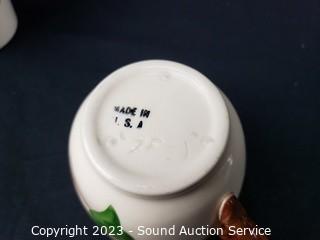 MADE IN
U.S.A
Copyright 2023 - Sound Auction Service